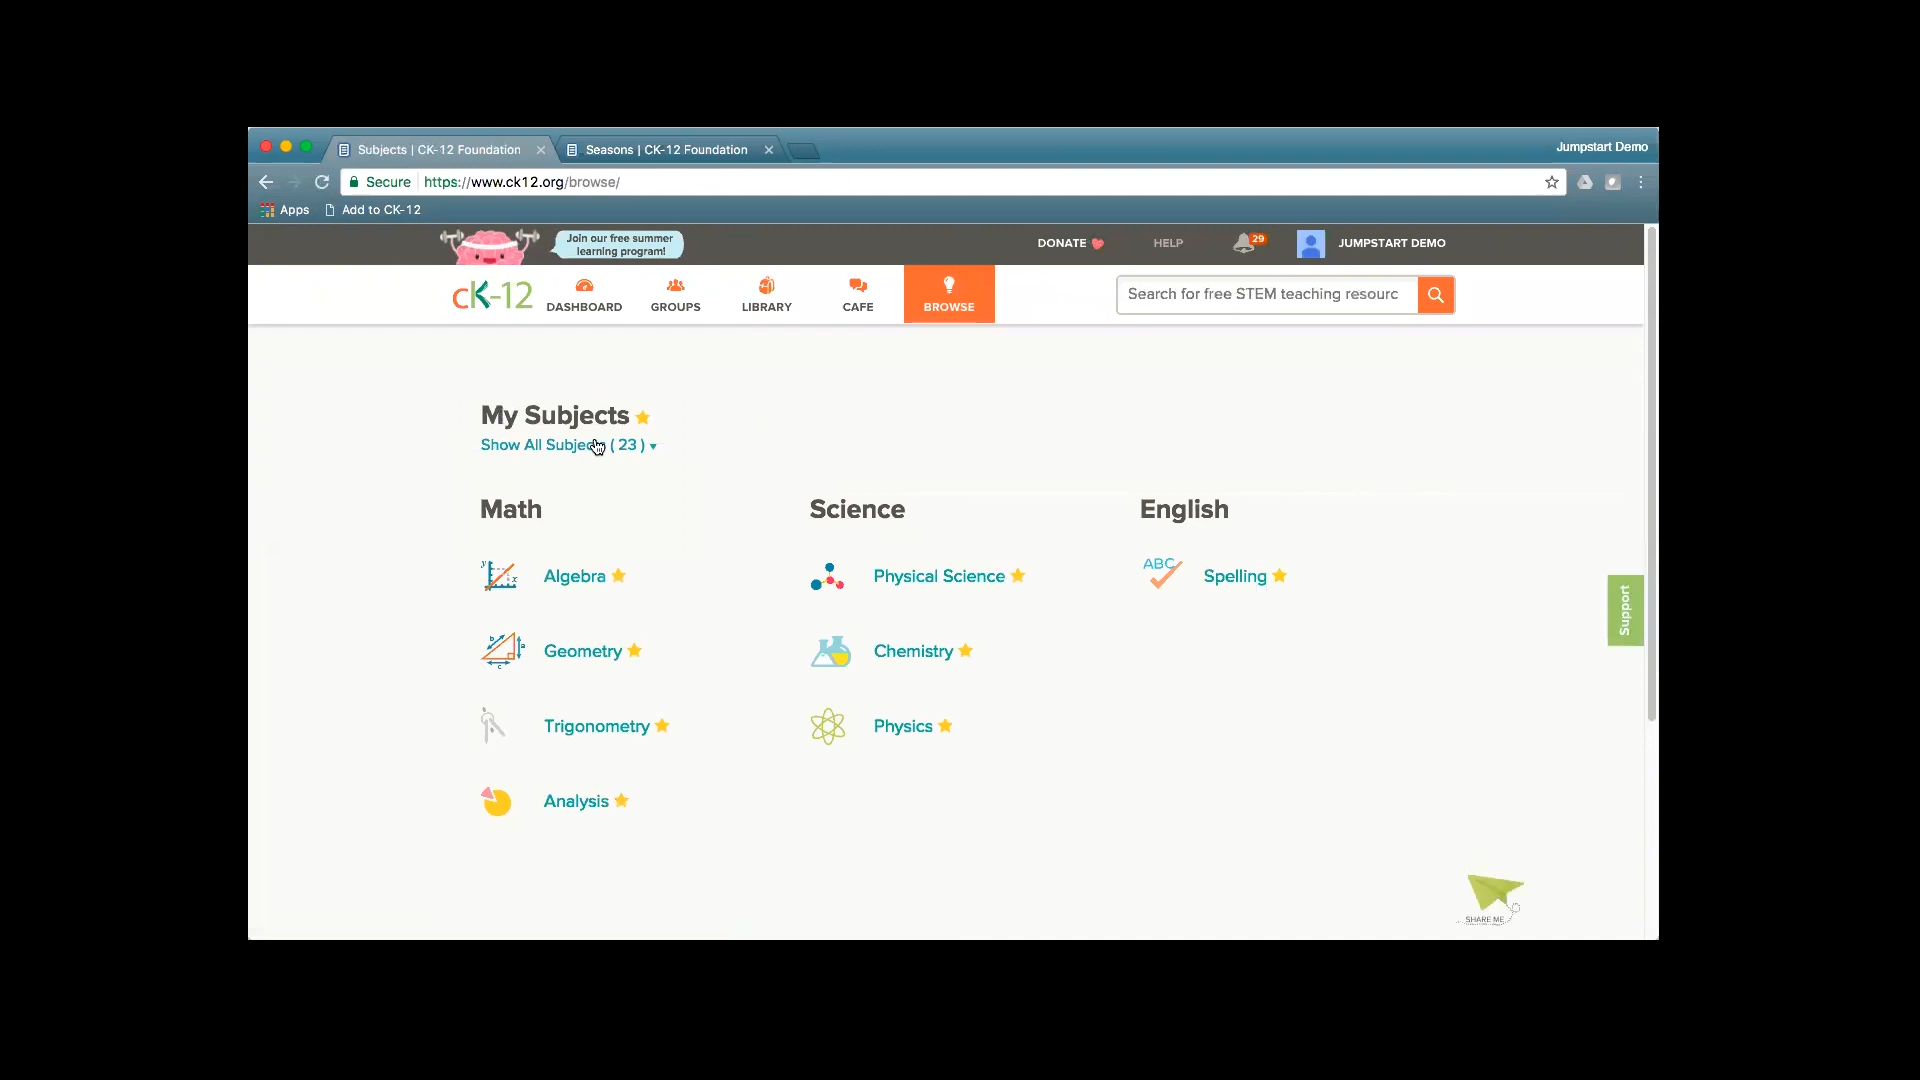 Subjects | CK-12 Foundation
Seasons | CK-12 Foundation
Jumpstart Demo
Secure
https://www.ck12.org/browse/
Apps
Add to CK-12
Join our free summer
learning program!
DONATE
HELP
29
JUMPSTART DEMO
cK-12
DASHBOARD
GROUPS
LIBRARY
CAFE
BROWSE
Search for free STEM teaching resourc
My Subjects
Show All Subjec ( 23 )
Math
Science
English
Algebra
Physical Science
ABC
Spelling
Geometry
Chemistry
Trigonometry
Physics
Analysis
Support
SHARE ME